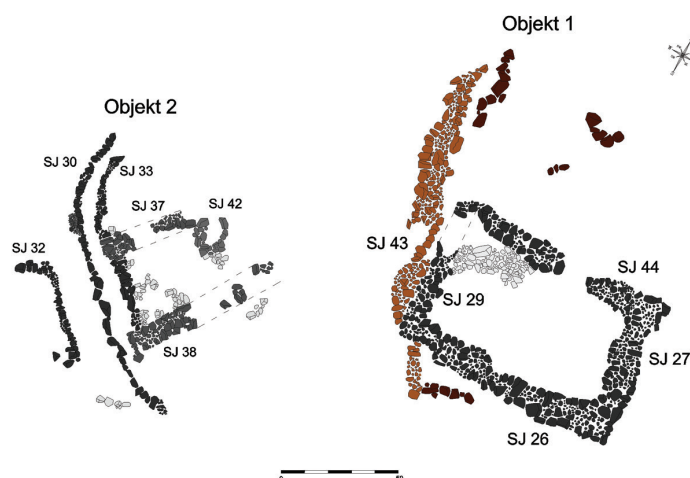 Objekt 1
Objekt 2
SJ 30
SJ 33
SJ 37
SJ 42
SJ 32
SJ 43
SJ 44
SJ 29
SJ 27
SJ 38
SJ 26